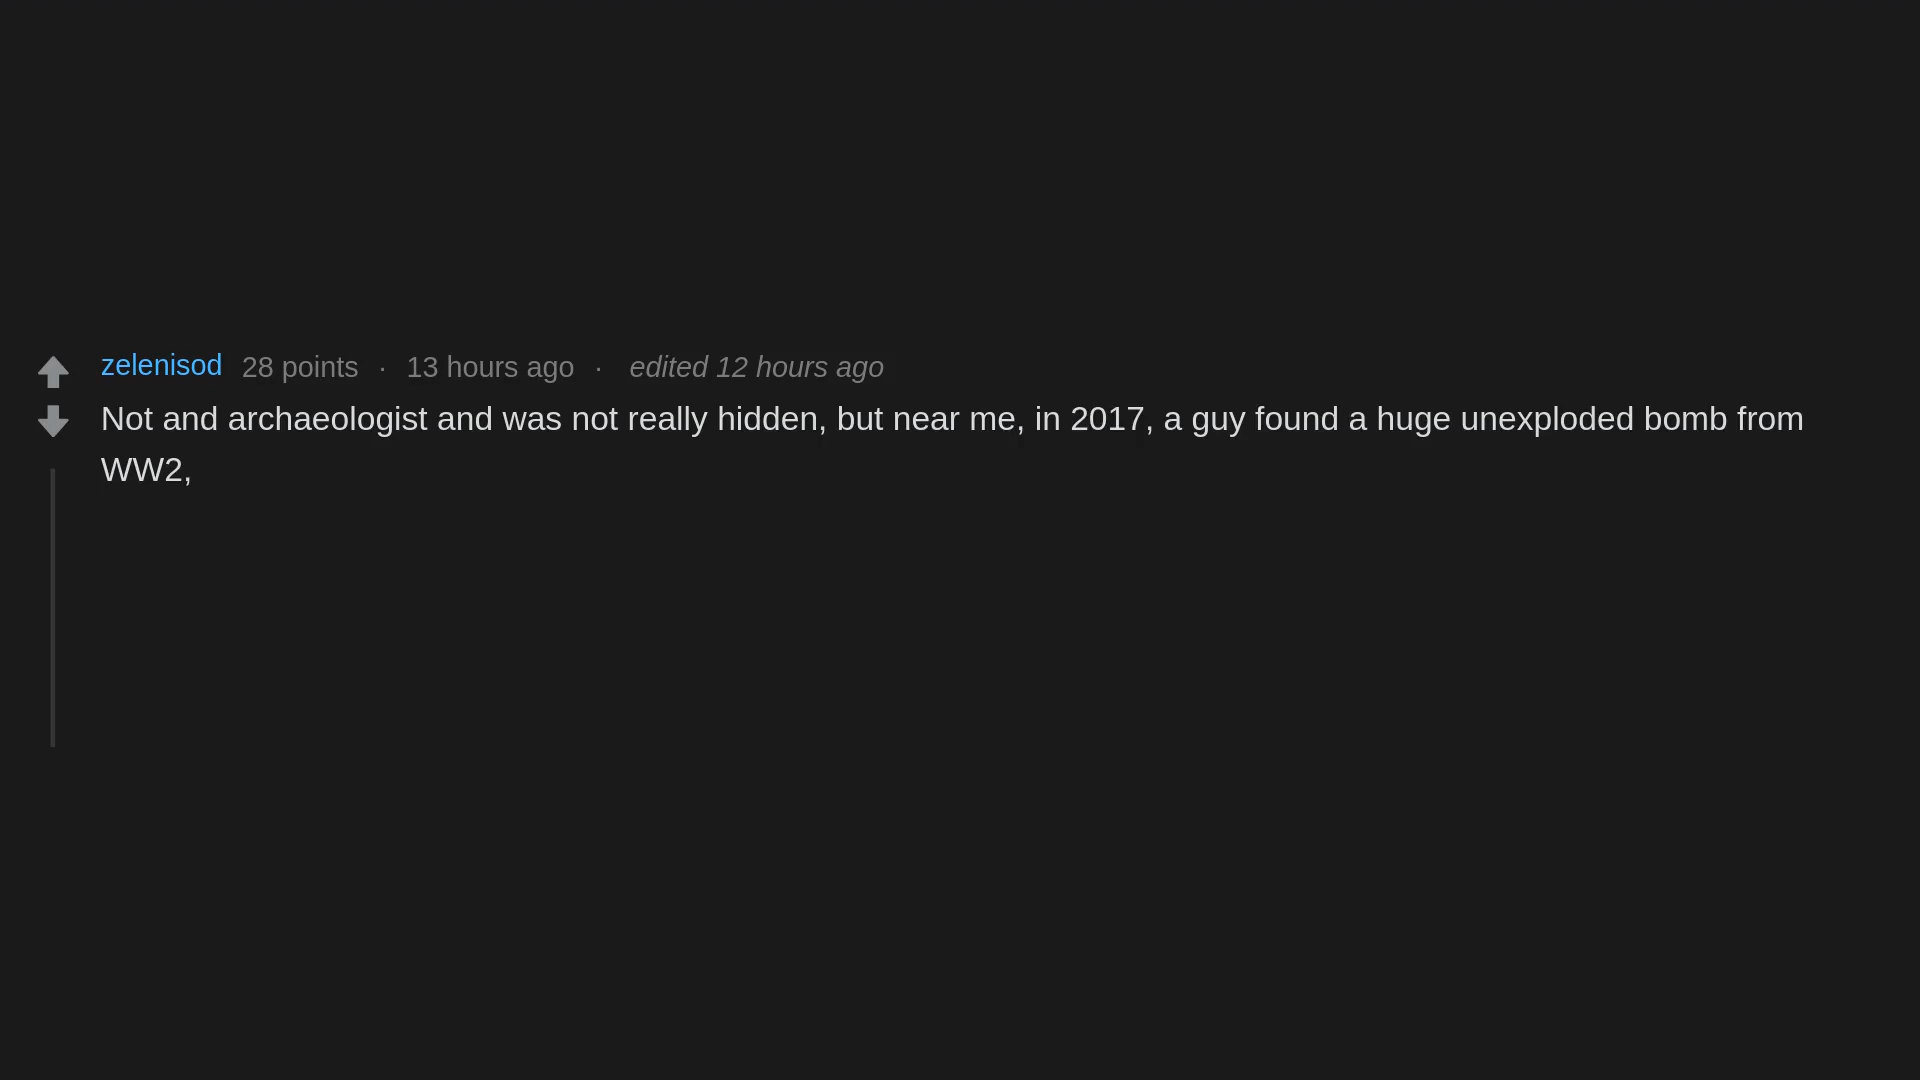 zelenisod 28 points · 13 hours ago · edited 12 hours ago
Not and archaeologist and was not really hidden, but near me, in 2017, a guy found a huge unexploded bomb from
WW2,